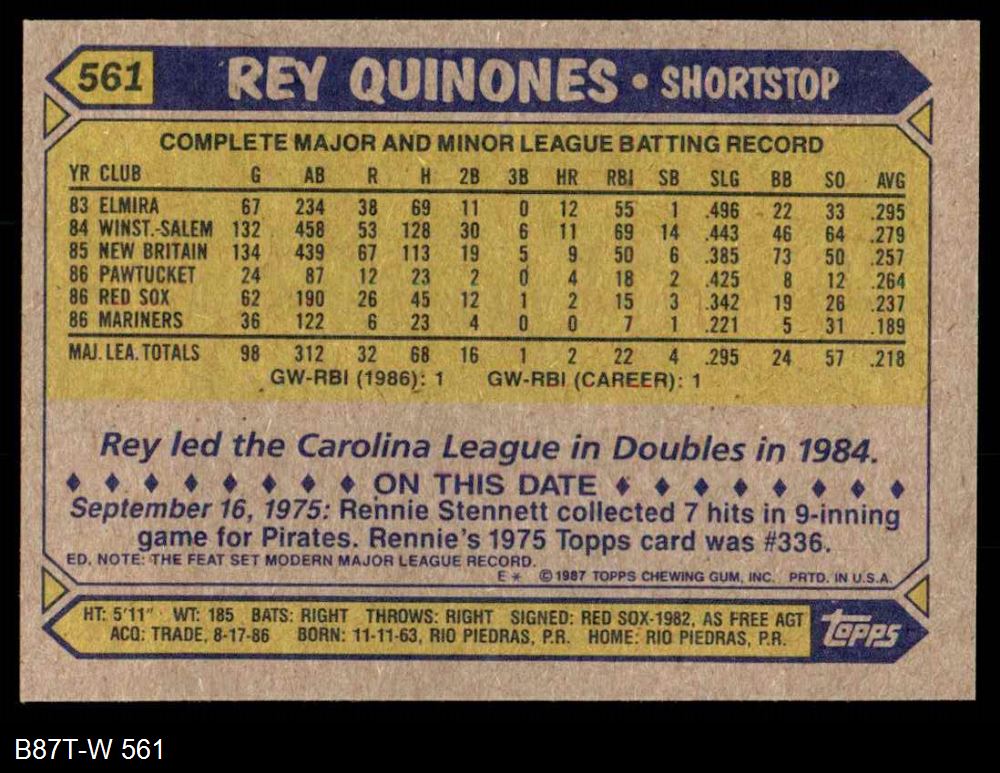 561 REY QUINONES • SHORTSTOP
COMPLETE MAJOR AND MINOR LEAGUE BATTING RECORD
YR CLUB G AB R H 2B 3B HR RBI SB SLG BB SO AVG
83 ELMIRA 67 234 38 69 11 0 12 55 1 .496 22 33 .295
84 WINST.-SALEM 132 458 53 128 30 6 11 69 14 .443 46 64 .279
85 NEW BRITAIN 134 439 67 113 19 5 9 50 6 .385 73 50 .257
86 PAWTUCKET 24 87 12 23 2 0 4 18 2 .425 8 12 .264
86 RED SOX 62 190 26 45 12 1 2 15 3 .342 19 26 .237
86 MARINERS 36 122 6 23 4 0 0 7 1 .221 5 31 .189
MAJ. LEA. TOTALS 98 312 32 68 16 1 2 22 4 .295 24 57 .218
GW-RBI (1986): 1 GW-RBI (CAREER): 1
Rey led the Carolina League in Doubles in 1984.
♦ ♦ ♦ ♦ ♦ ♦ ♦ ♦ ON THIS DATE ♦ ♦ ♦ ♦ ♦ ♦ ♦ ♦
September 16, 1975: Rennie Stennett collected 7 hits in 9-inning
game for Pirates. Rennie's 1975 Topps card was #336.
ED. NOTE: THE FEAT SET MODERN MAJOR LEAGUE RECORD.
E * © 1987 TOPPS CHEWING GUM, INC. PRTD. IN U.S.A.
HT: 5'11" WT: 185 BATS: RIGHT THROWS: RIGHT SIGNED: RED SOX-1982, AS FREE AGT
ACQ: TRADE, 8-17-86 BORN: 11-11-63, RIO PIEDRAS, P.R. HOME: RIO PIEDRAS, P.R.
topps
B87T-W 561